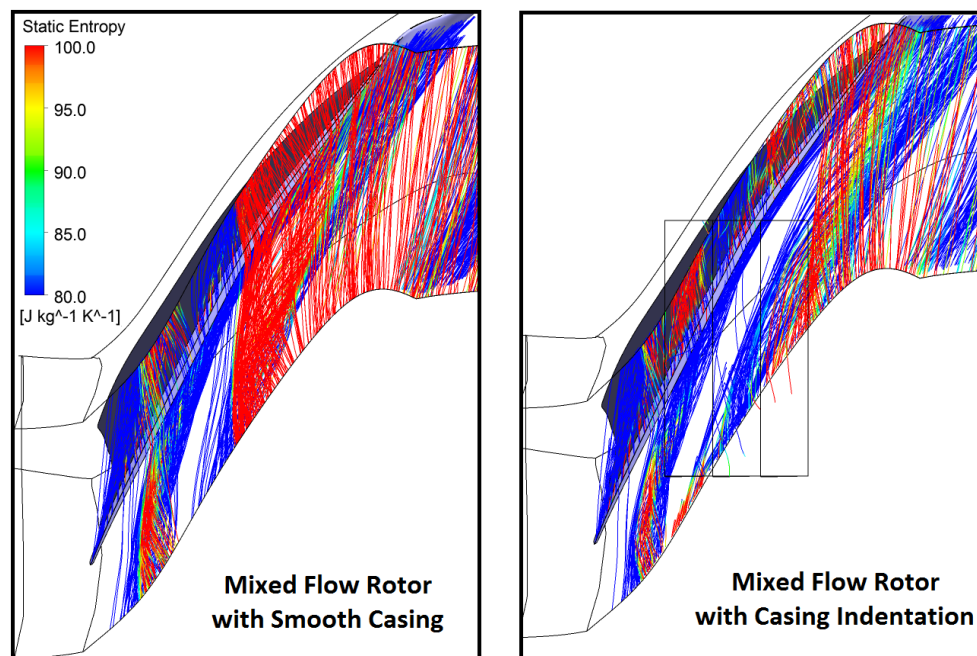 Static Entropy
100.0
95.0
90.0
85.0
80.0
[J kg^-1 K^-1]
Mixed Flow Rotor
with Smooth Casing
Mixed Flow Rotor
with Casing Indentation